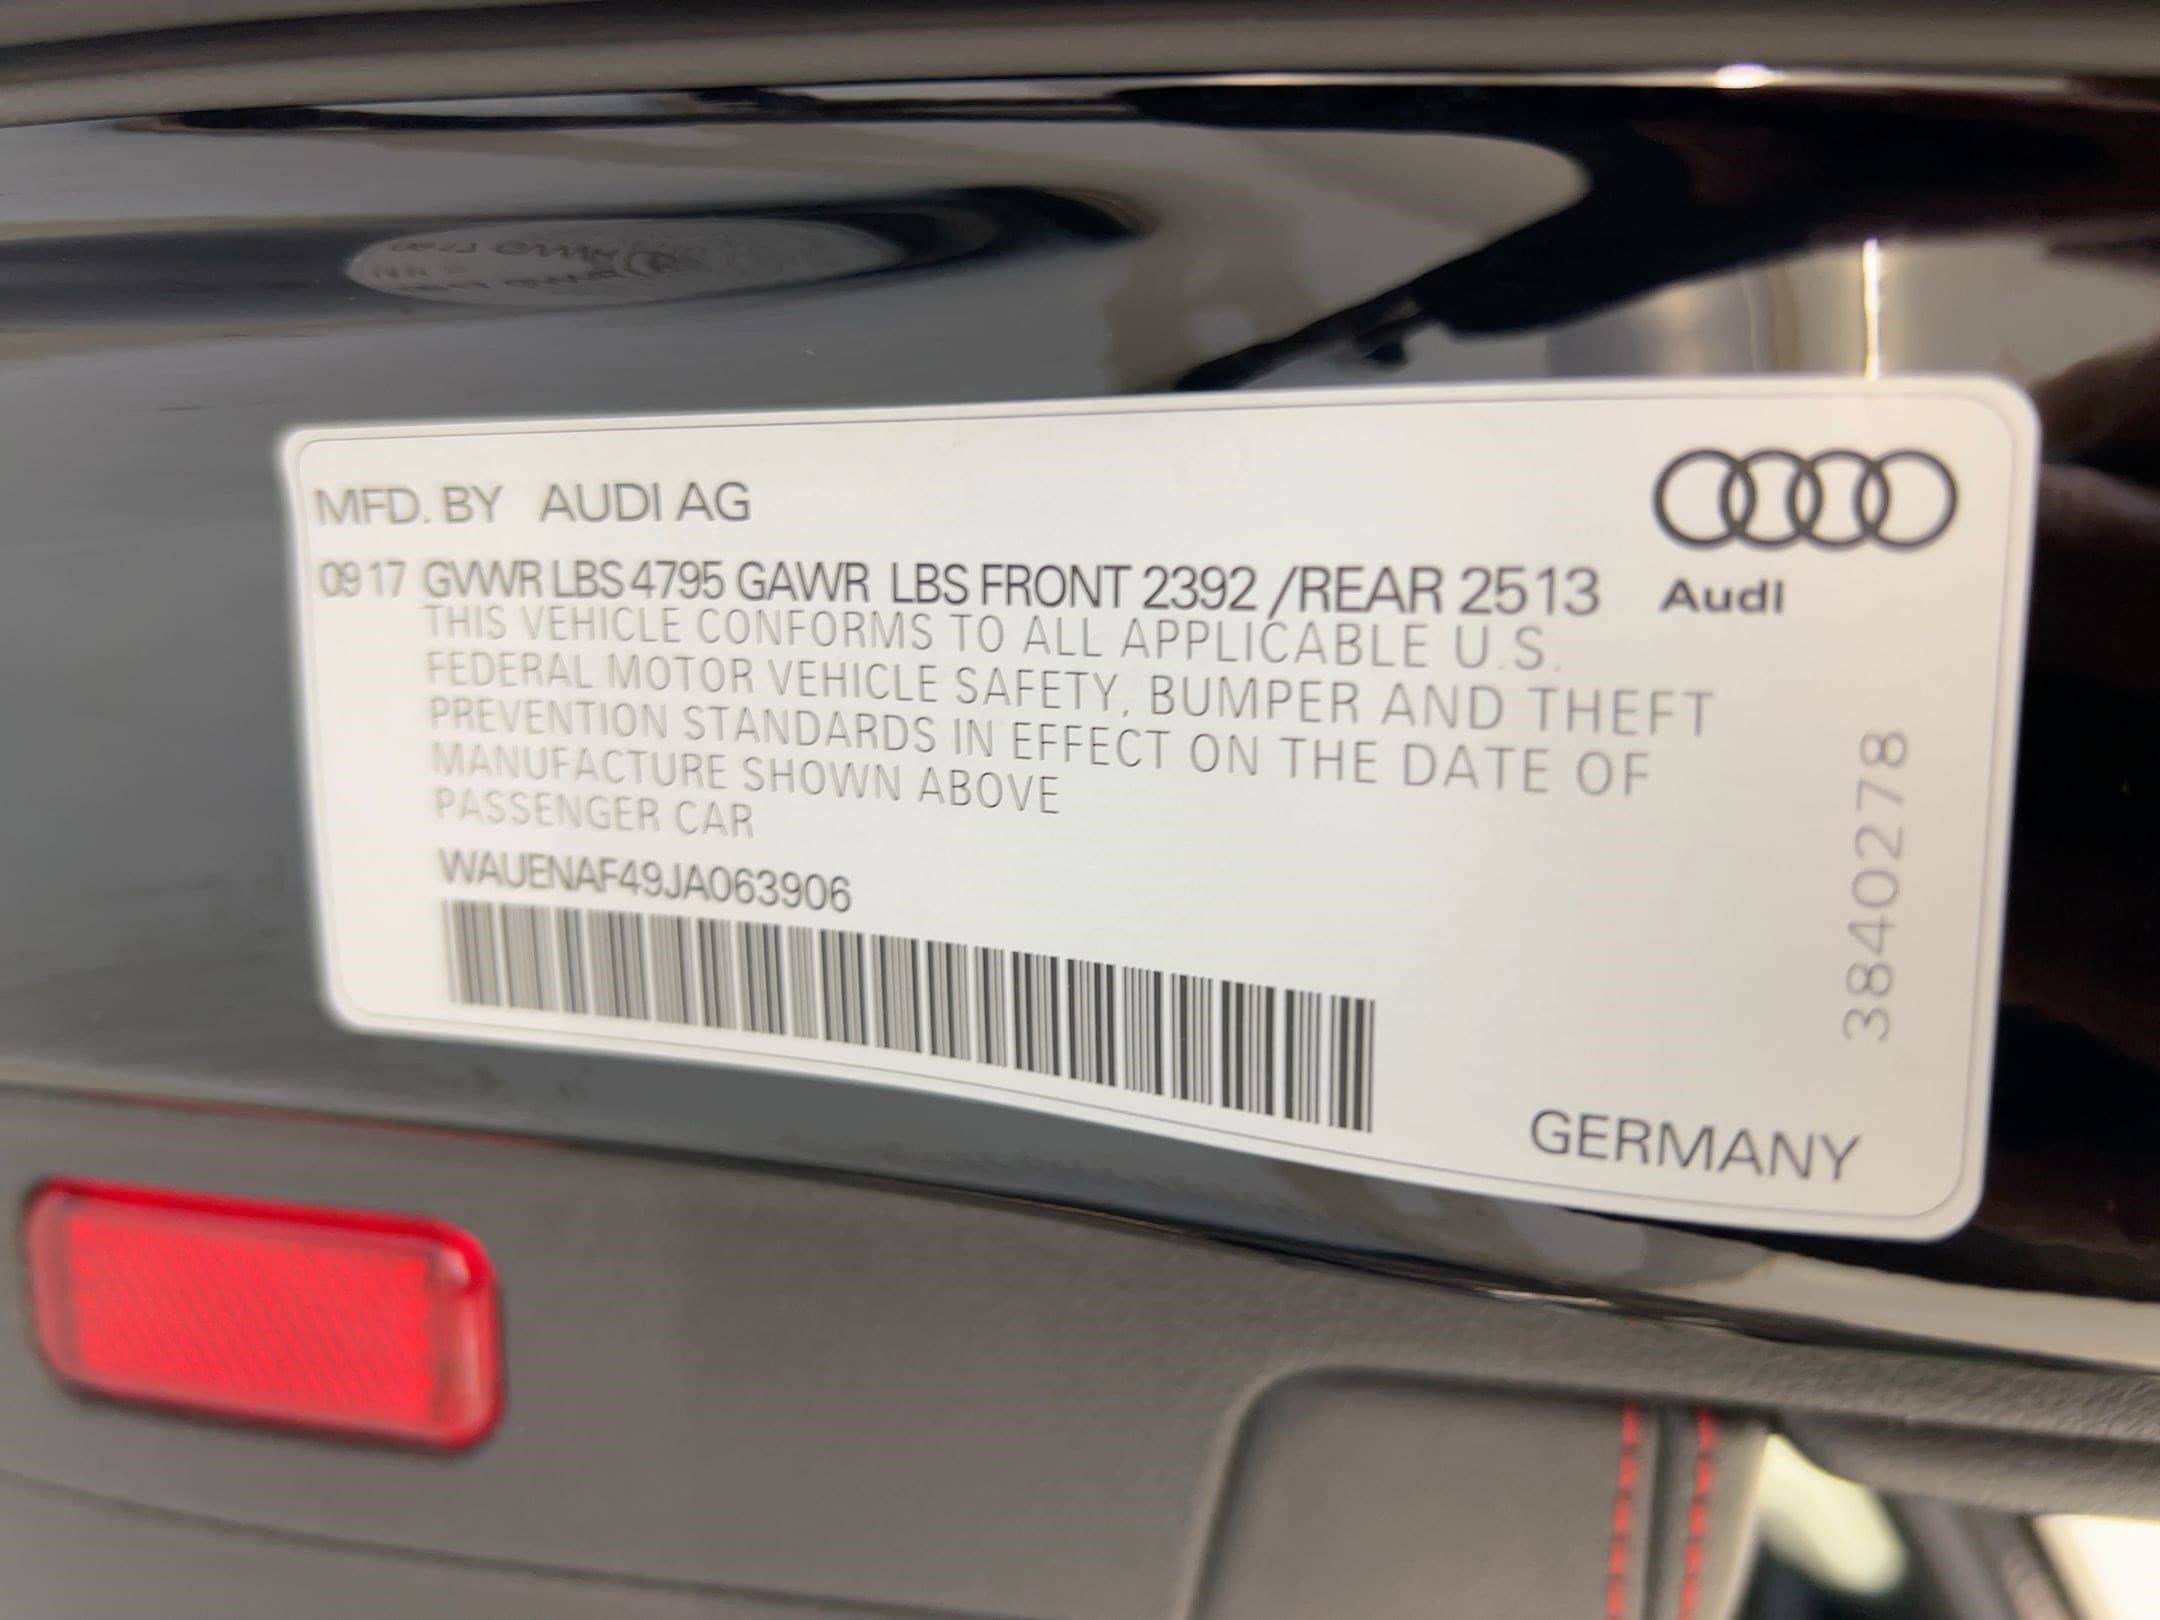 MFD. BY AUDI AG
09 17 GVWR LBS 4795 GAWR LBS FRONT 2392 /REAR 2513
Audi
THIS VEHICLE CONFORMS TO ALL APPLICABLE U.S.
FEDERAL MOTOR VEHICLE SAFETY, BUMPER AND THEFT
PREVENTION STANDARDS IN EFFECT ON THE DATE OF
MANUFACTURE SHOWN ABOVE
PASSENGER CAR
WAUENAF49JA063906
3840278
GERMANY